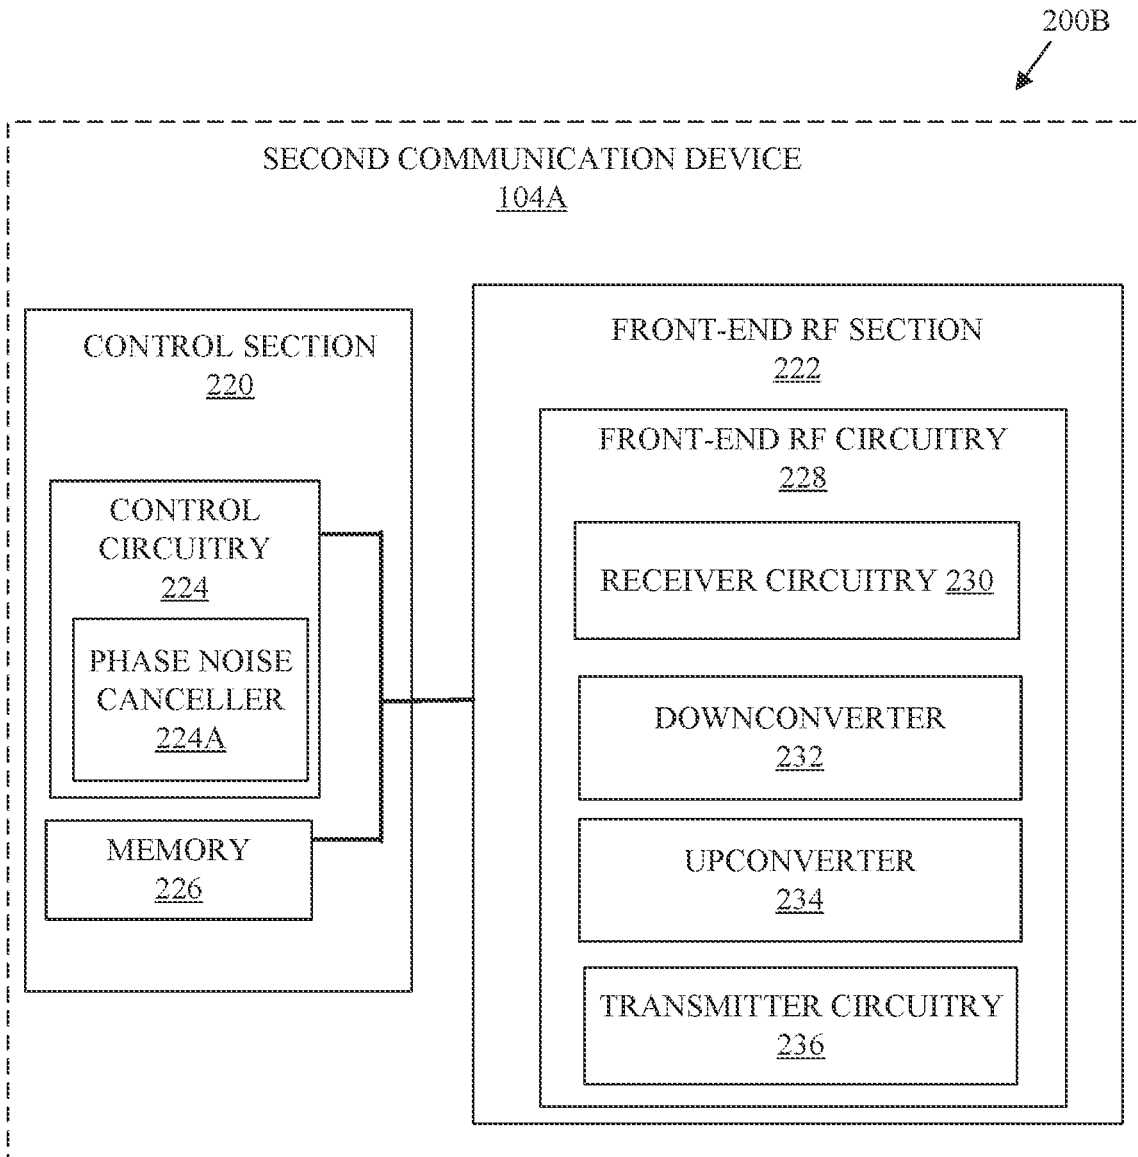 200B
SECOND COMMUNICATION DEVICE
104A
CONTROL SECTION
220
CONTROL
CIRCUITRY
224
PHASE NOISE
CANCELLER
224A
MEMORY
226
FRONT-END RF SECTION
222
FRONT-END RF CIRCUITRY
228
RECEIVER CIRCUITRY 230
DOWNCONVERTER
232
UPCONVERTER
234
TRANSMITTER CIRCUITRY
236